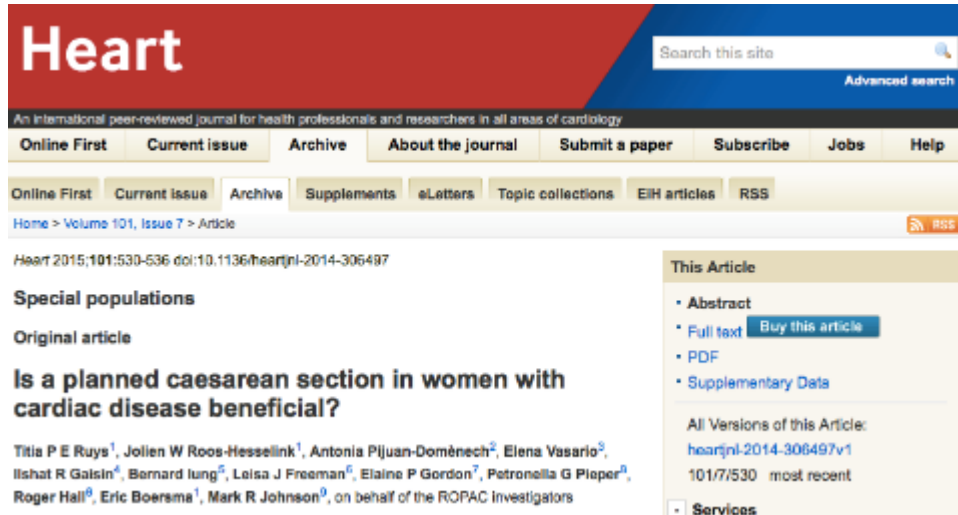 Heart
Search this site
Advanced search
An international peer-reviewed journal for health professionals and researchers in all areas of cardiology
Online First Current issue Archive About the journal Submit a paper Subscribe Jobs Help
Online First Current issue Archive Supplements eLetters Topic collections EIH articles RSS
Home > Volume 101, Issue 7 > Article
RSS
Heart 2015;101:530-536 doi:10.1136/heartjnl-2014-306497
Special populations
Original article
Is a planned caesarean section in women with
cardiac disease beneficial?
Titia P E Ruys1, Jolien W Roos-Hesselink1, Antonia Pijuan-Domènech2, Elena Vasario3,
Iishat R Gaisin4, Bernard Iung5, Leisa J Freeman6, Elaine P Gordon7, Petronella G Pieper8,
Roger Hall6, Eric Boersma1, Mark R Johnson9, on behalf of the ROPAC investigators
This Article
Abstract
Full text Buy this article
PDF
Supplementary Data
All Versions of this Article:
heartjnl-2014-306497v1
101/7/530 most recent
- Services